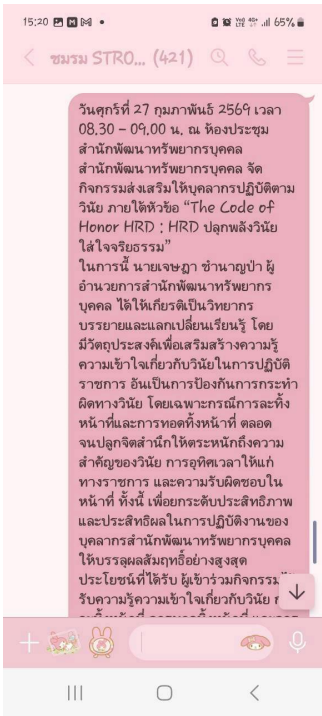 15:20 65%
ชมรม STRO... (421)
วันศุกร์ที่ 27 กุมภาพันธ์ 2569 เวลา
08.30 – 09.00 น. ณ ห้องประชุม
สำนักพัฒนาทรัพยากรบุคคล
สำนักพัฒนาทรัพยากรบุคคล จัด
กิจกรรมส่งเสริมให้บุคลากรปฏิบัติตาม
วินัย ภายใต้หัวข้อ “The Code of
Honor HRD : HRD ปลุกพลังวินัย
ใส่ใจจริยธรรม”
ในการนี้ นายเจษฎา ชำนาญป่า ผู้
อำนวยการสำนักพัฒนาทรัพยากร
บุคคล ได้ให้เกียรติเป็นวิทยากร
บรรยายและแลกเปลี่ยนเรียนรู้ โดย
มีวัตถุประสงค์เพื่อเสริมสร้างความรู้
ความเข้าใจเกี่ยวกับวินัยในการปฏิบัติ
ราชการ อันเป็นการป้องกันการกระทำ
ผิดทางวินัย โดยเฉพาะกรณีการละทิ้ง
หน้าที่และการทอดทิ้งหน้าที่ ตลอด
จนปลูกจิตสำนึกให้ตระหนักถึงความ
สำคัญของวินัย การอุทิศเวลาให้แก่
ทางราชการ และความรับผิดชอบใน
หน้าที่ ทั้งนี้ เพื่อยกระดับประสิทธิภาพ
และประสิทธิผลในการปฏิบัติงานของ
บุคลากรสำนักพัฒนาทรัพยากรบุคคล
ให้บรรลุผลสัมฤทธิ์อย่างสูงสุด
ประโยชน์ที่ได้รับ ผู้เข้าร่วมกิจกรรม
รับความรู้ความเข้าใจเกี่ยวกับวินัย